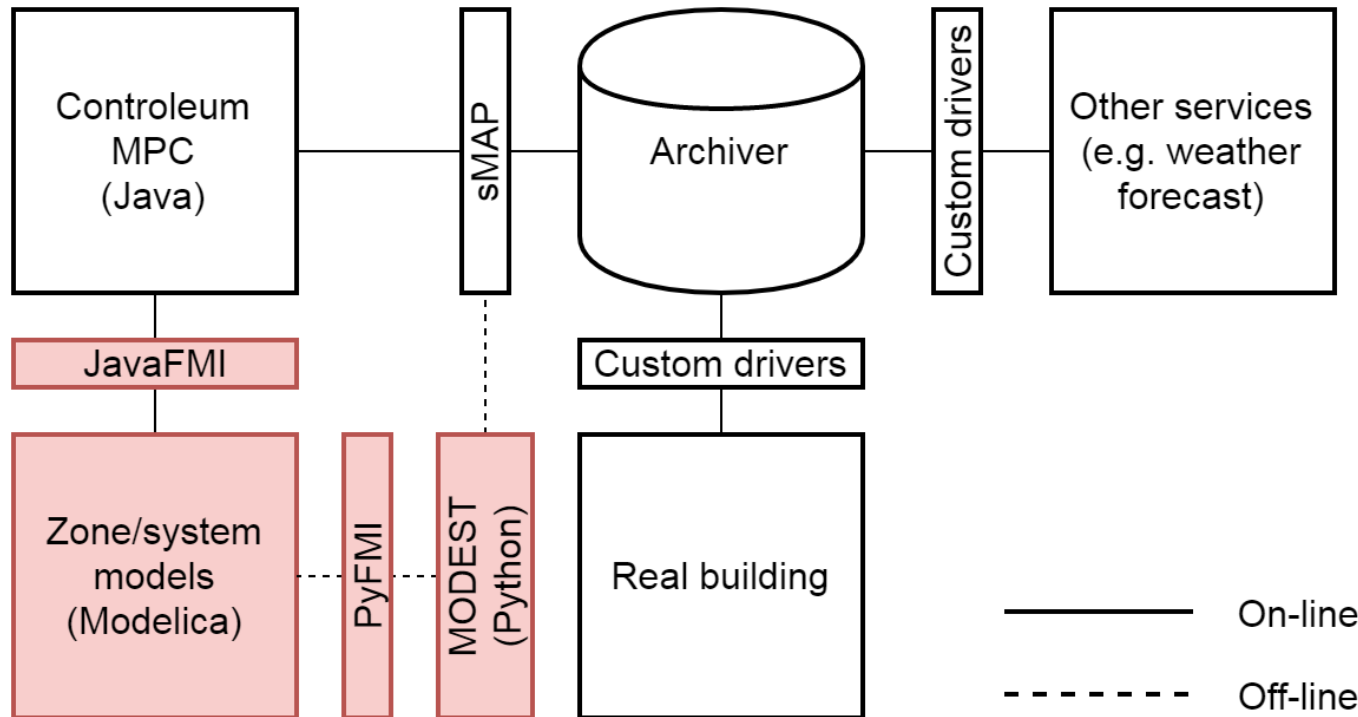 Controleum
MPC
(Java)
sMAP
Archiver
Custom drivers
Other services
(e.g. weather
forecast)
JavaFMI
Custom drivers
Zone/system
models
(Modelica)
PyFMI
MODEST
(Python)
Real building
On-line
Off-line